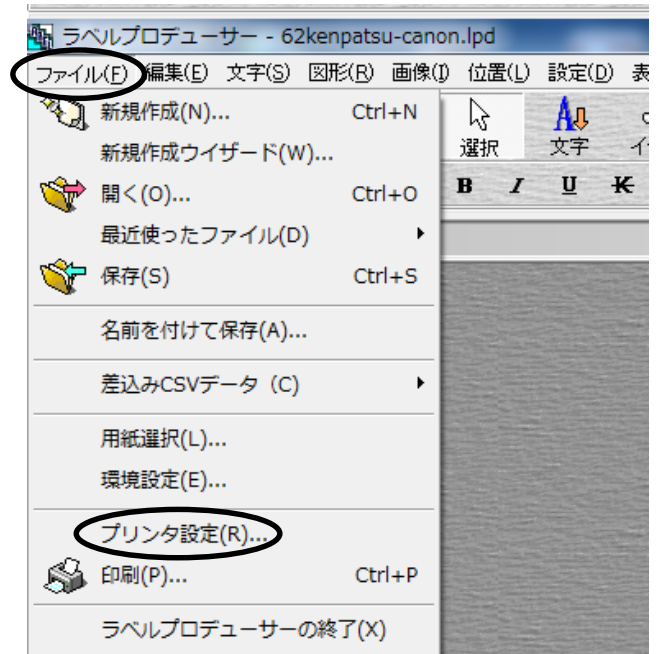 ラベルプロデューサー - 62kenpatsu-canon.lpd
ファイル(F) 編集(E) 文字(S) 図形(R) 画像(I) 位置(L) 設定(D) 表
新規作成(N)... Ctrl+N
新規作成ウイザード(W)...
開く(O)... Ctrl+O
最近使ったファイル(D)
保存(S) Ctrl+S
名前を付けて保存(A)...
差込みCSVデータ（C)
用紙選択(L)...
環境設定(E)...
プリンタ設定(R)...
印刷(P)... Ctrl+P
ラベルプロデューサーの終了(X)
選択 文字
B I U K